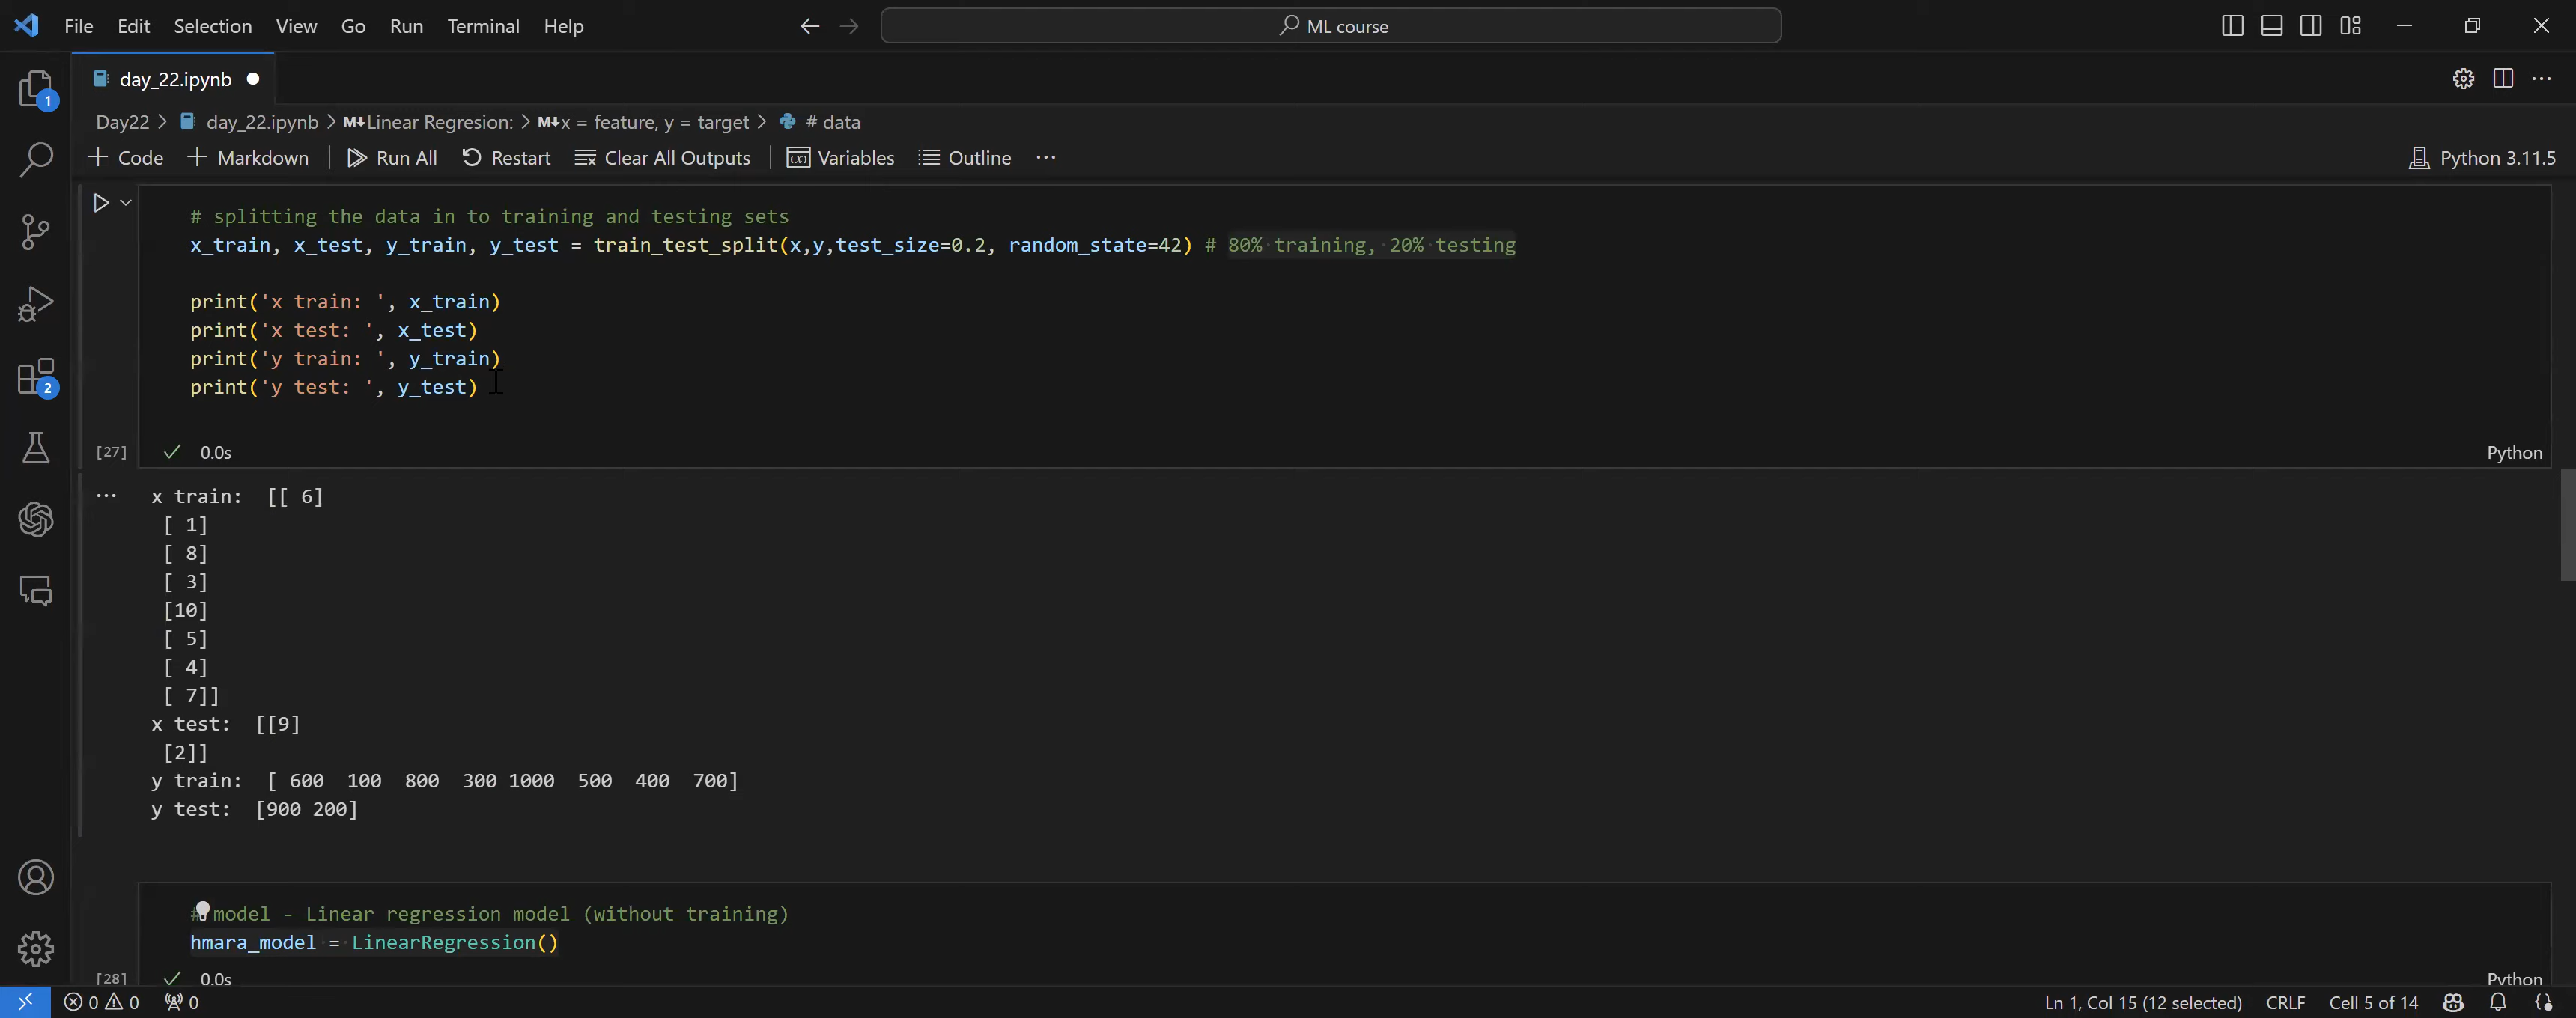 File Edit Selection View Go Run Terminal Help
ML course
day_22.ipynb
Day22 > day_22.ipynb > M↓Linear Regresion: > M↓x = feature, y = target > # data
+ Code + Markdown | Run All Restart Clear All Outputs | Variables Outline ...
Python 3.11.5
# splitting the data in to training and testing sets
x_train, x_test, y_train, y_test = train_test_split(x,y,test_size=0.2, random_state=42) # 80% training, 20% testing
print('x train: ', x_train)
print('x test: ', x_test)
print('y train: ', y_train)
print('y test: ', y_test)
[27] 0.0s
Python
x train:  [[ 6]
[ 1]
[ 8]
[ 3]
[10]
[ 5]
[ 4]
[ 7]]
x test:  [[9]
[2]]
y train:  [ 600  100  800  300 1000  500  400  700]
y test:  [900 200]
# model - Linear regression model (without training)
hmara_model = LinearRegression()
[28] 0.0s
Python
1
2
0 0 0
Ln 1, Col 15 (12 selected) CRLF Cell 5 of 14